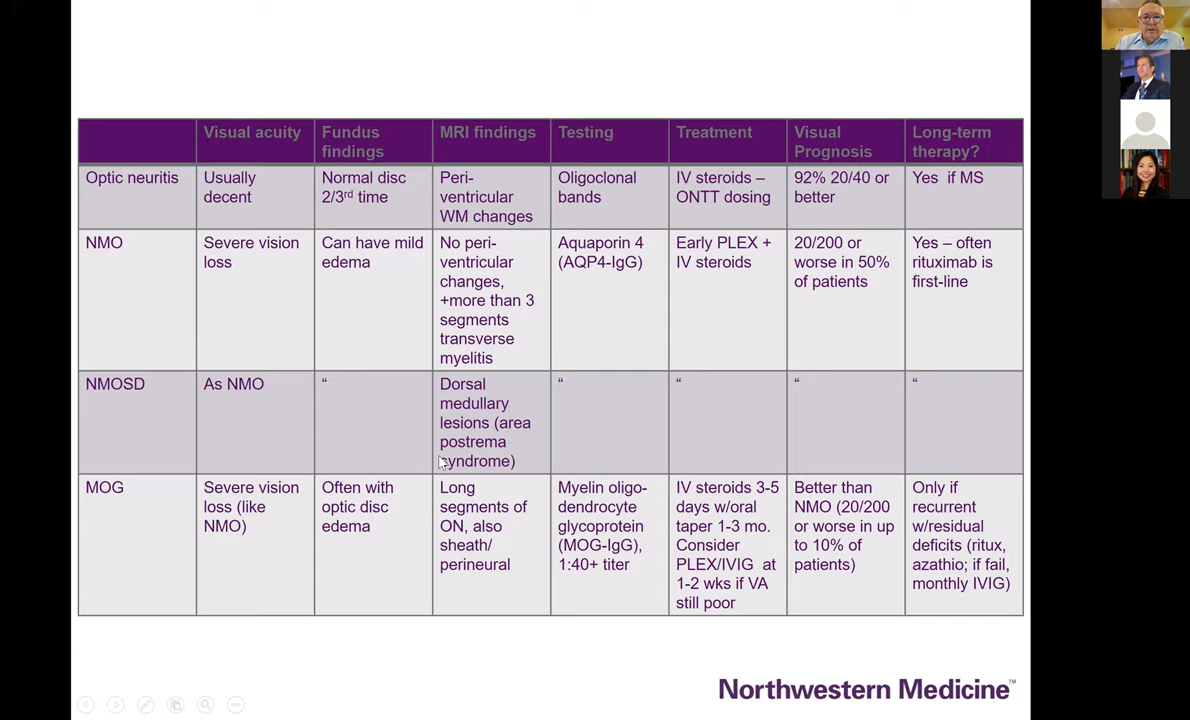 Visual acuity
Fundus
findings
MRI findings
Testing
Treatment
Visual
Prognosis
Long-term
therapy?
Optic neuritis
Usually
decent
Normal disc
2/3rd time
Peri-
ventricular
WM changes
Oligoclonal
bands
IV steroids –
ONTT dosing
92% 20/40 or
better
Yes if MS
NMO
Severe vision
loss
Can have mild
edema
No peri-
ventricular
changes,
+more than 3
segments
transverse
myelitis
Aquaporin 4
(AQP4-IgG)
Early PLEX +
IV steroids
20/200 or
worse in 50%
of patients
Yes – often
rituximab is
first-line
NMOSD
As NMO
“
Dorsal
medullary
lesions (area
postrema
syndrome)
“
“
“
“
MOG
Severe vision
loss (like
NMO)
Often with
optic disc
edema
Long
segments of
ON, also
sheath/
perineural
Myelin oligo-
dendrocyte
glycoprotein
(MOG-IgG),
1:40+ titer
IV steroids 3-5
days w/oral
taper 1-3 mo.
Consider
PLEX/IVIG at
1-2 wks if VA
still poor
Better than
NMO (20/200
or worse in up
to 10% of
patients)
Only if
recurrent
w/residual
deficits (ritux,
azathio; if fail,
monthly IVIG)
Northwestern Medicine™